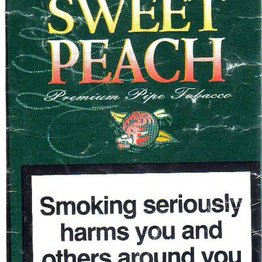 SWEET
PEACH
Premium Pipe Tobacco
Smoking seriously
harms you and
others around you